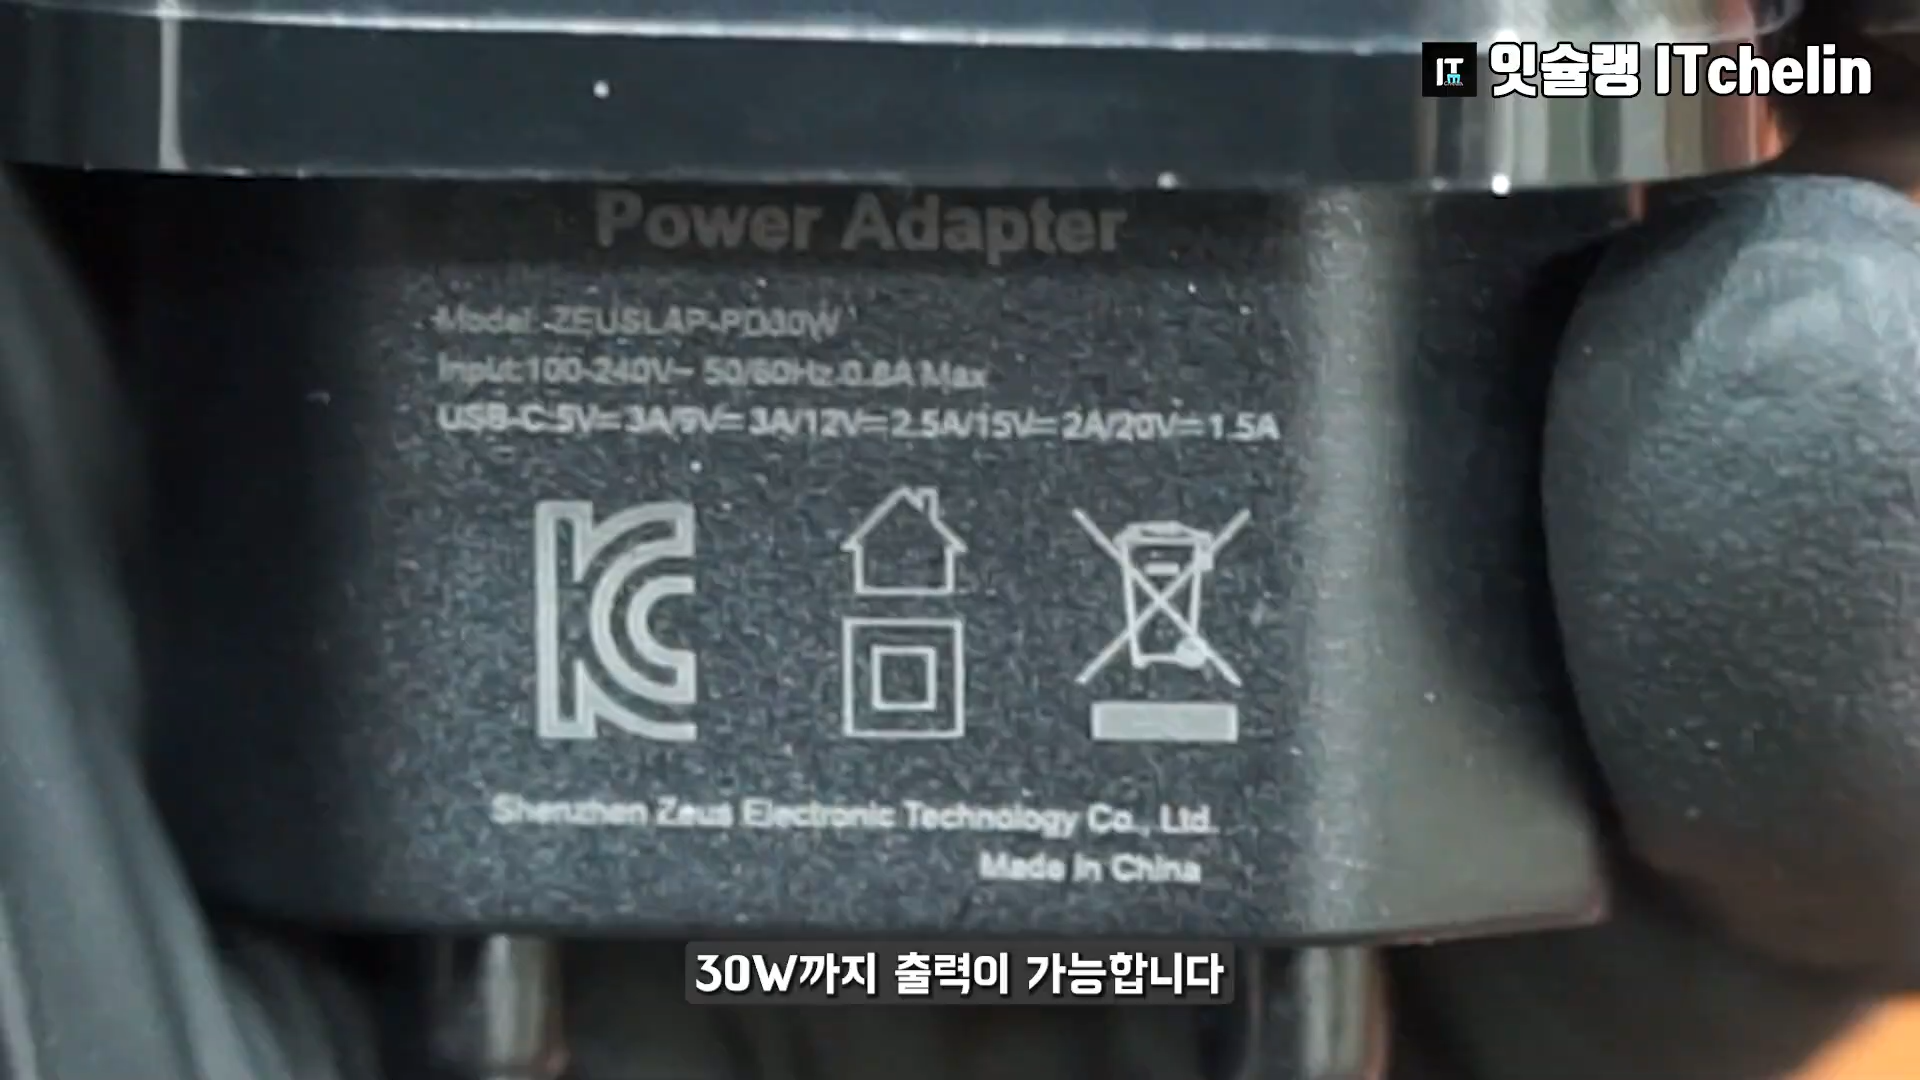 잇슐랭 ITchelin
Power Adapter
Model: ZEUSLAP-PD30W
Input:100-240V~ 50/60Hz 0.8A Max
USB-C:5V=3A/9V=3A/12V=2.5A/15V=2A/20V=1.5A
Shenzhen Zeus Electronic Technology Co., Ltd.
Made in China
30W까지 출력이 가능합니다